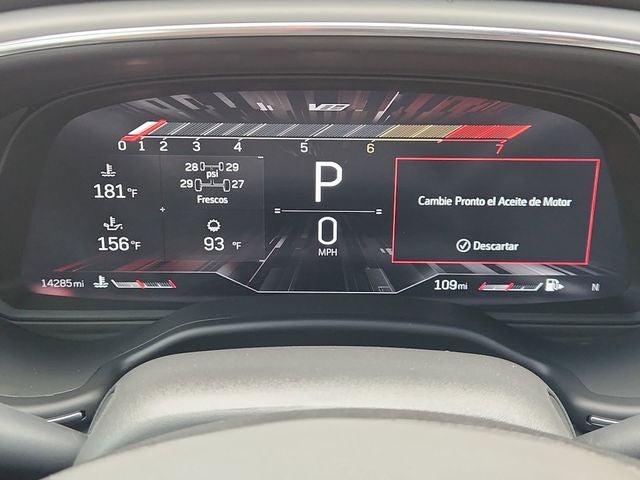 0 1 2 3 4 5 6 7
181 °F
28 29
psi
29 27
Frescos
156 °F
93 °F
P
0
MPH
Cambie Pronto el Aceite de Motor
Descartar
14285 mi
109 mi
N